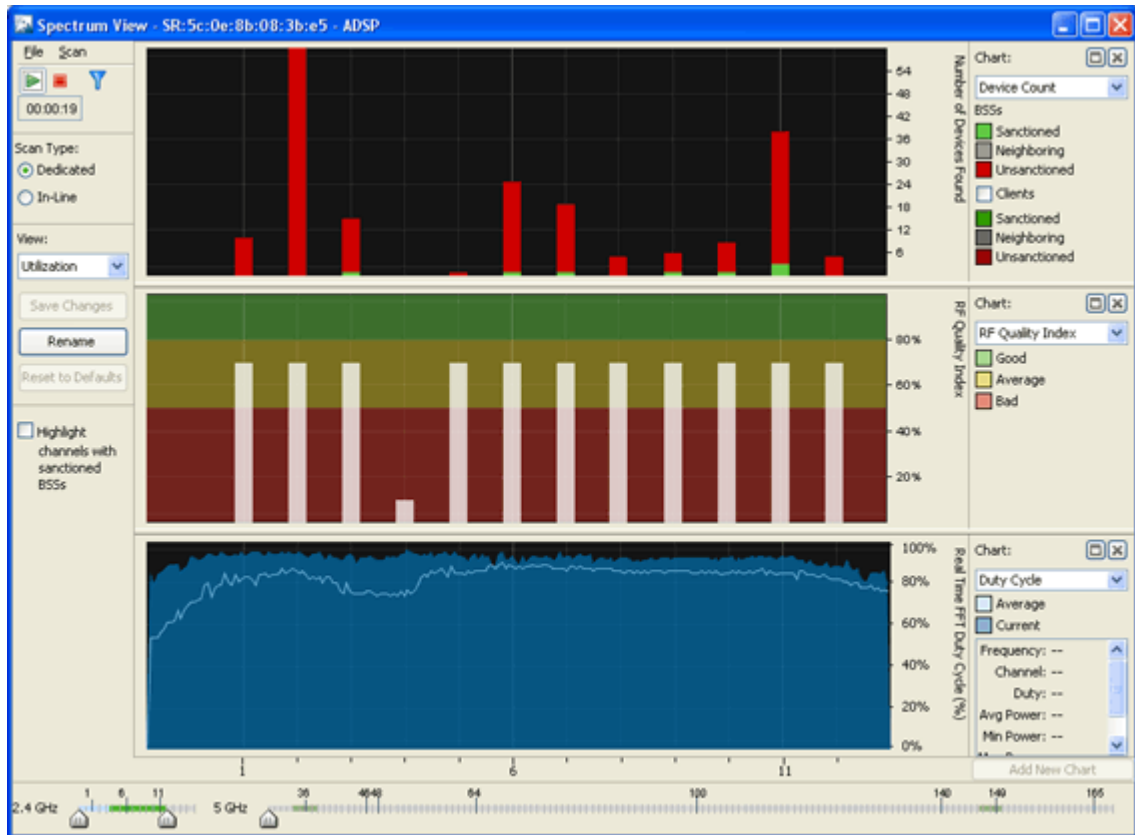 Spectrum View - SR:5c:0e:8b:08:3b:e5 - ADSP
File Scan
00:00:19
Scan Type:
Dedicated
In-Line
View:
Utilization
Save Changes
Rename
Reset to Defaults
Highlight
channels with
sanctioned
BSSs
54
48
42
36
30
24
18
12
6
Number of Devices Found
Chart:
Device Count
BSSs
Sanctioned
Neighboring
Unsanctioned
Clients
Sanctioned
Neighboring
Unsanctioned
80%
60%
40%
20%
RF Quality Index
Chart:
RF Quality Index
Good
Average
Bad
100%
80%
60%
40%
20%
0%
Real Time FFT Duty Cycle (%)
Chart:
Duty Cycle
Average
Current
Frequency: --
Channel: --
Duty: --
Avg Power: --
Min Power: --
1 6 11
Add New Chart
2.4 GHz 1 6 11 5 GHz 36 4648 64 100 140 149 165